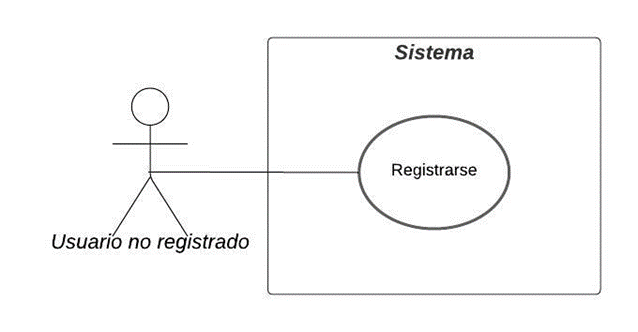 Sistema
Registrarse
Usuario no registrado